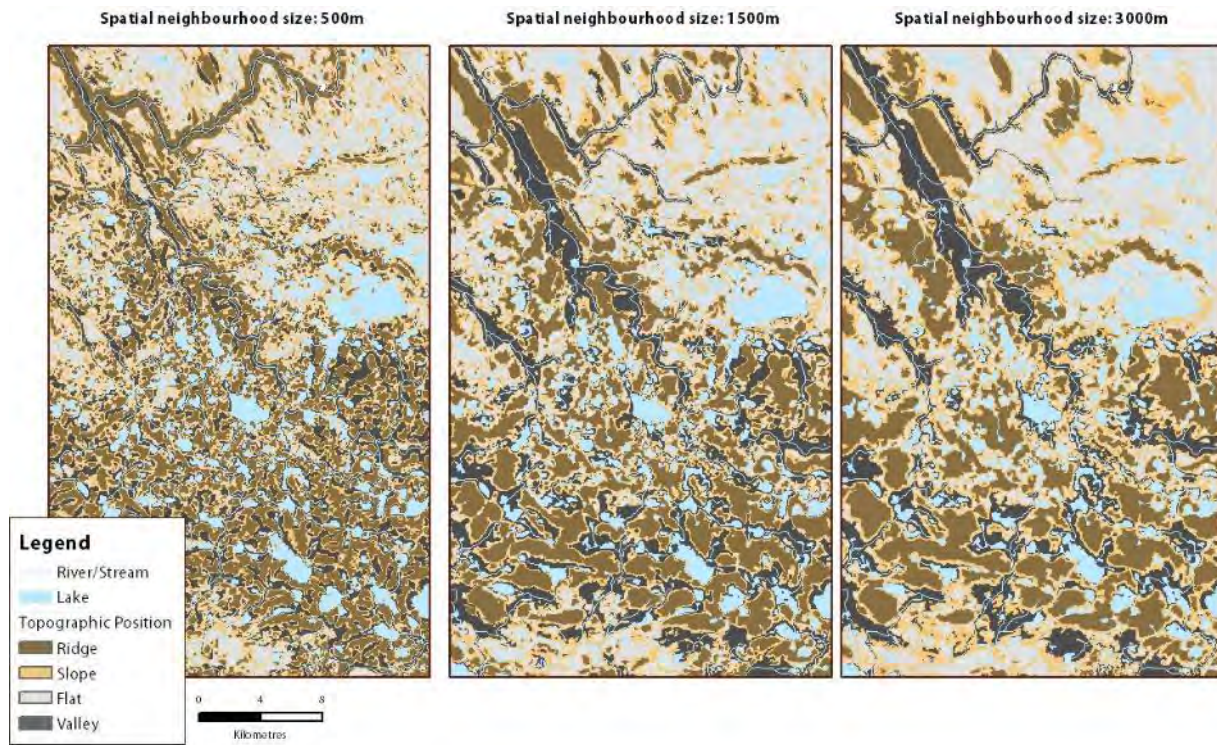 Spatial neighbourhood size: 500m
Spatial neighbourhood size: 1500m
Spatial neighbourhood size: 3000m
Legend
River/Stream
Lake
Topographic Position
Ridge
Slope
Flat
Valley
0 4 8
Kilometres